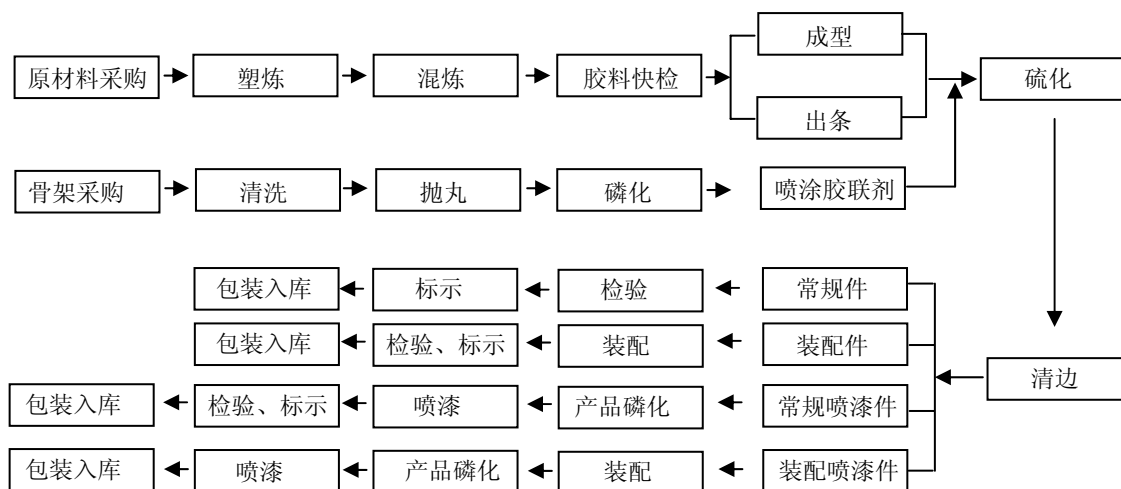 原材料采购
塑炼
混炼
胶料快检
成型
出条
硫化
骨架采购
清洗
抛丸
磷化
喷涂胶联剂
包装入库
标示
检验
常规件
包装入库
检验、标示
装配
装配件
清边
包装入库
检验、标示
喷漆
产品磷化
常规喷漆件
包装入库
喷漆
产品磷化
装配
装配喷漆件